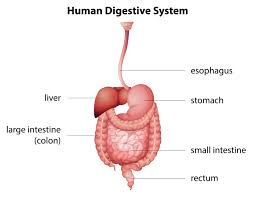 Human Digestive System
esophagus
liver
stomach
large intestine
(colon)
small intestine
rectum